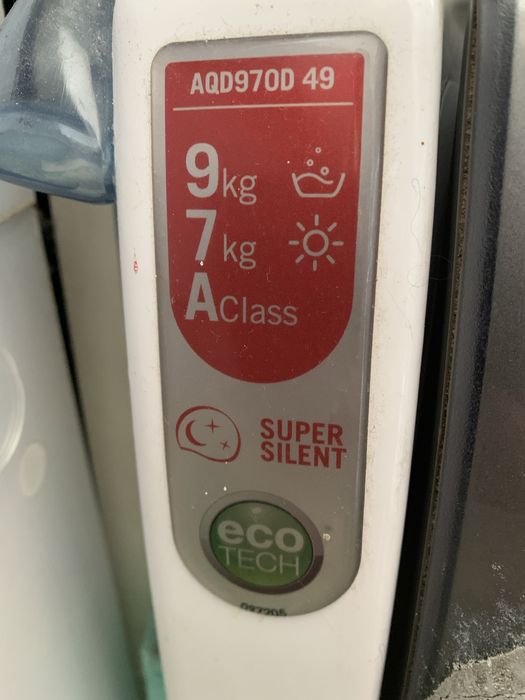 AQD970D 49
9kg
7kg
AClass
SUPER
SILENT
eco
TECH